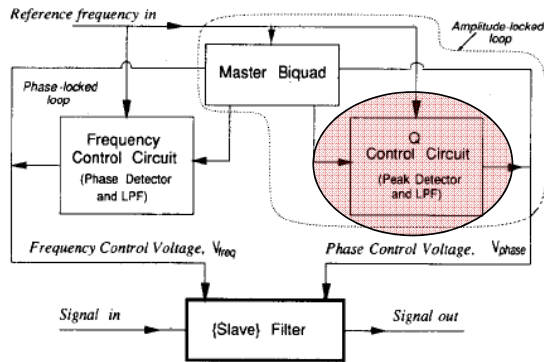 Reference frequency in
Amplitude-locked
loop
Master Biquad
Phase-locked
loop
Frequency
Control Circuit
(Phase Detector
and LPF)
Q
Control Circuit
(Peak Detector
and LPF)
Frequency Control Voltage, Vfreq
Phase Control Voltage. Vphase
Signal in
{Slave} Filter
Signal out